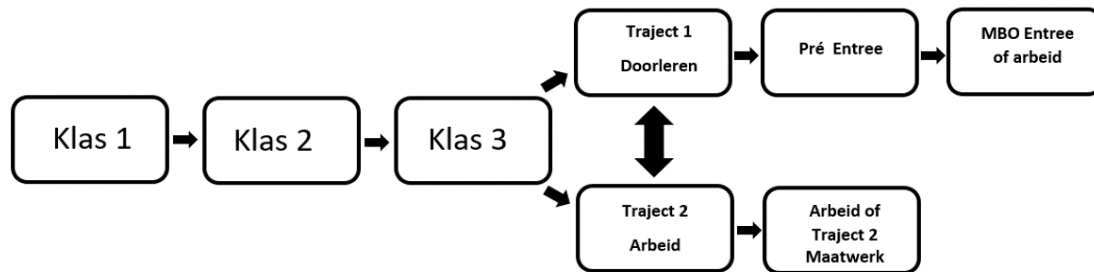 Klas 1
Klas 2
Klas 3
Traject 1
Doorleren
Pré Entree
MBO Entree
of arbeid
Traject 2
Arbeid
Arbeid of
Traject 2
Maatwerk